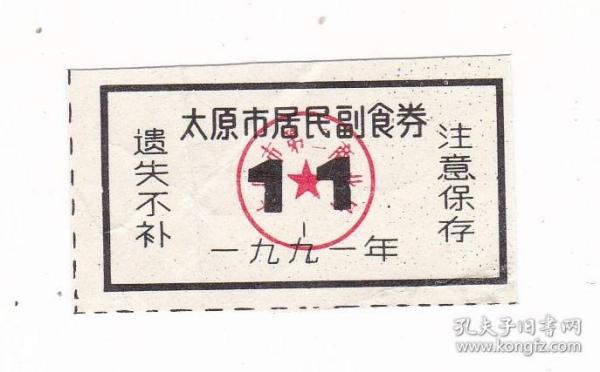 太原市居民副食券
遗失不补
11
注意保存
一九九一年
孔夫子旧书网
www.kongfz.com